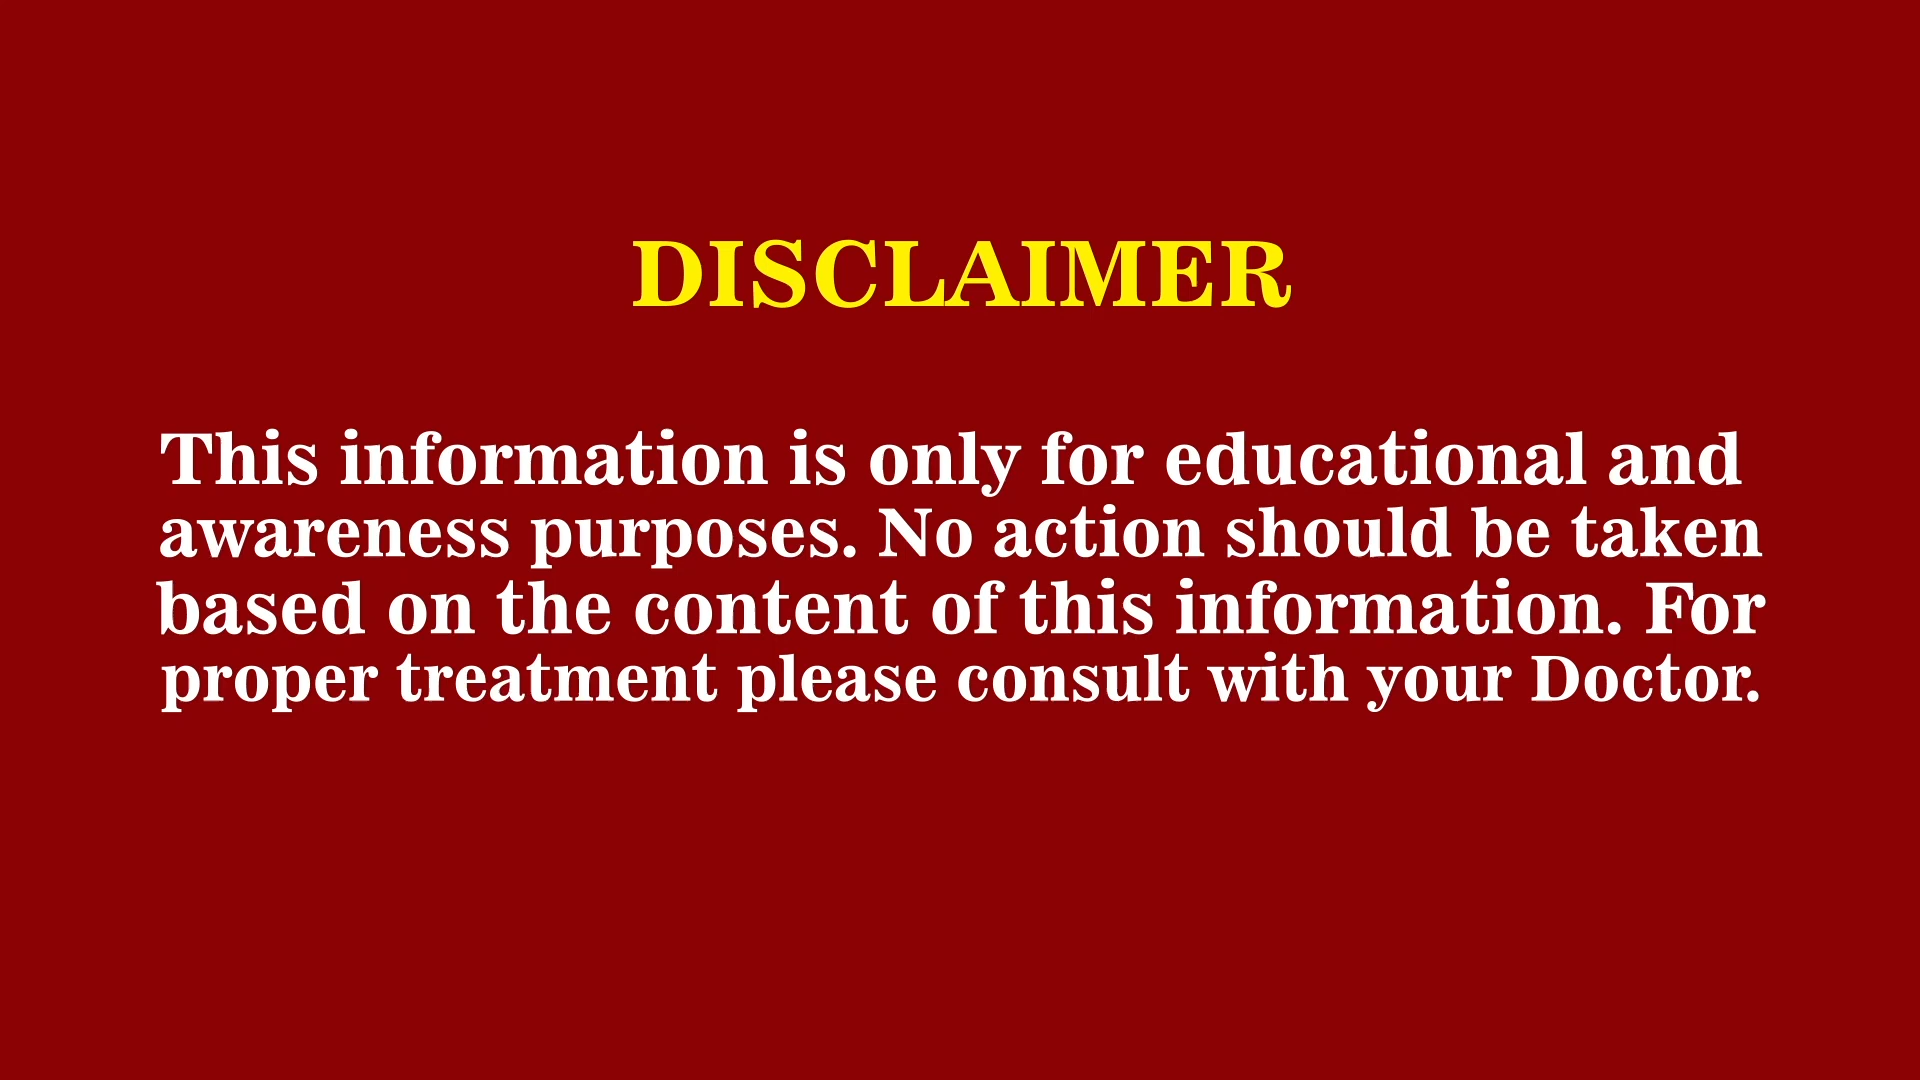 DISCLAIMER
This information is only for educational and
awareness purposes. No action should be taken
based on the content of this information. For
proper treatment please consult with your Doctor.